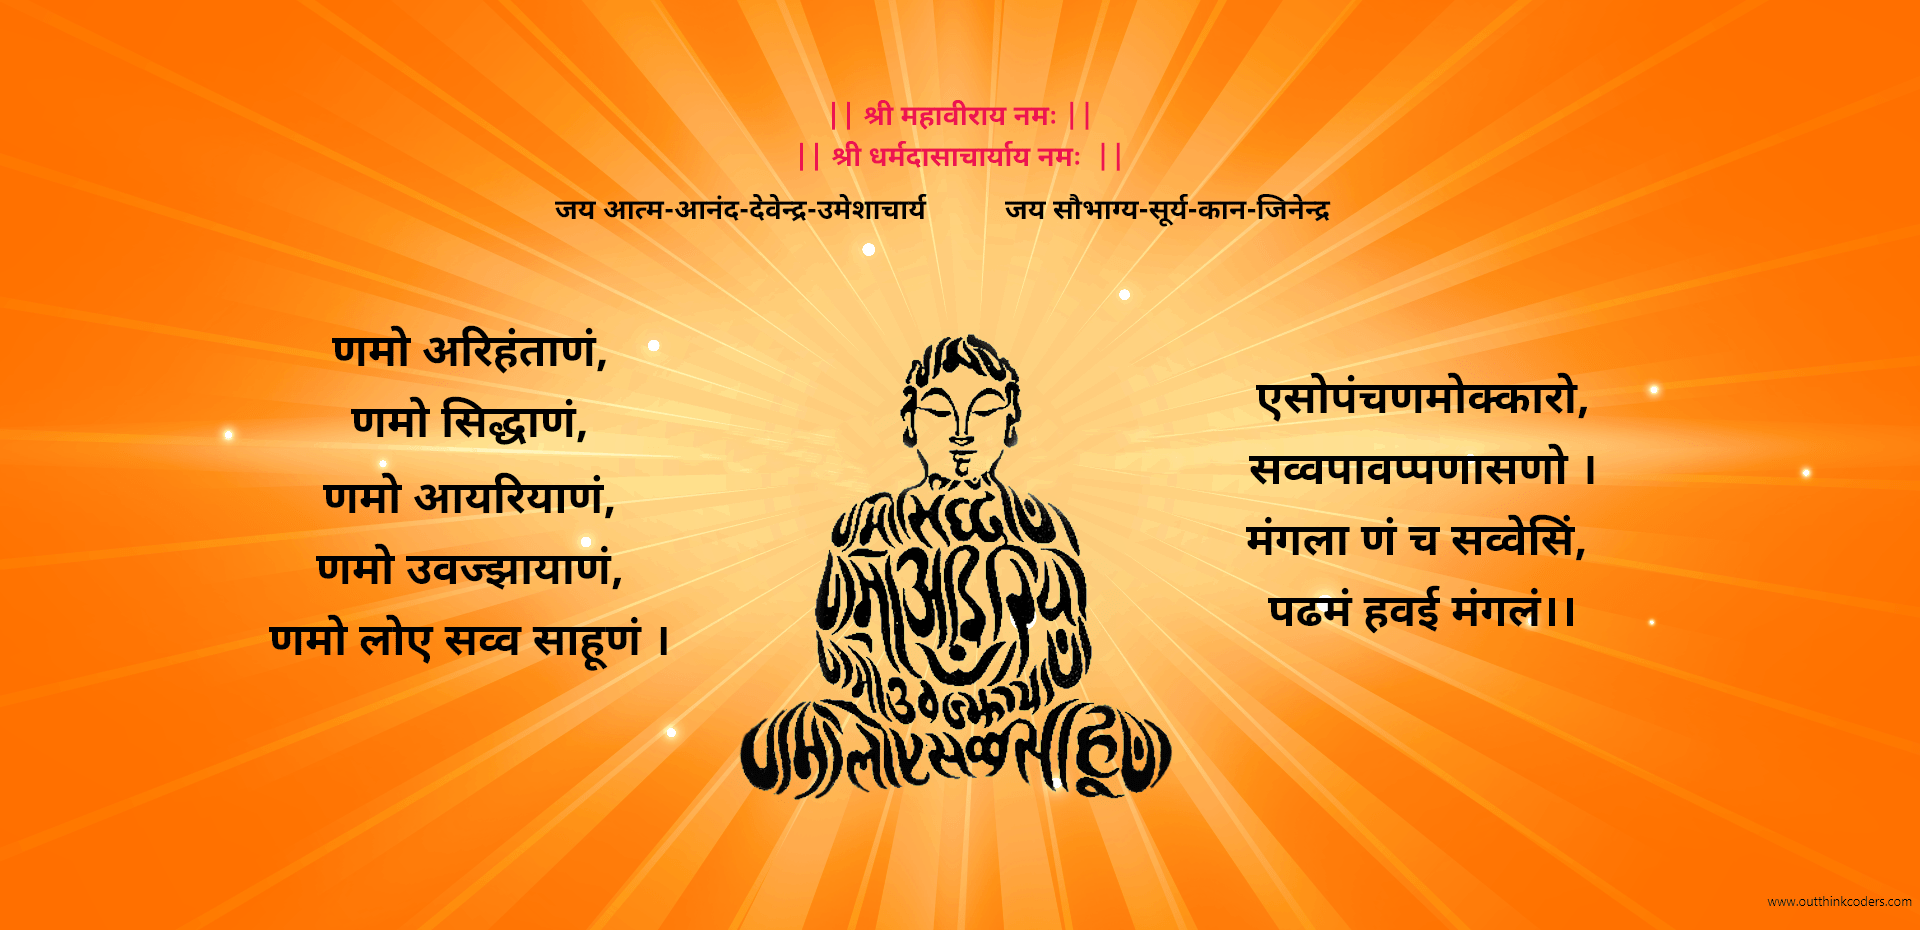 || श्री महावीराय नमः ||
|| श्री धर्मदासाचार्याय नमः ||
जय आत्म-आनंद-देवेन्द्र-उमेशाचार्य
जय सौभाग्य-सूर्य-कान-जिनेन्द्र
णमो अरिहंताणं,
णमो सिद्धाणं,
णमो आयरियाणं,
णमो उवज्झायाणं,
णमो लोए सव्व साहूणं ।
णमो सिद्धाणं
णमो आइरियाणं
णमो उवज्झायाणं
णमो लोए सव्व साहूणं
एसोपंचणमोक्कारो,
सव्वपावप्पणासणो ।
मंगला णं च सव्वेसिं,
पढमं हवई मंगलं।।
www.outthinkcoders.com